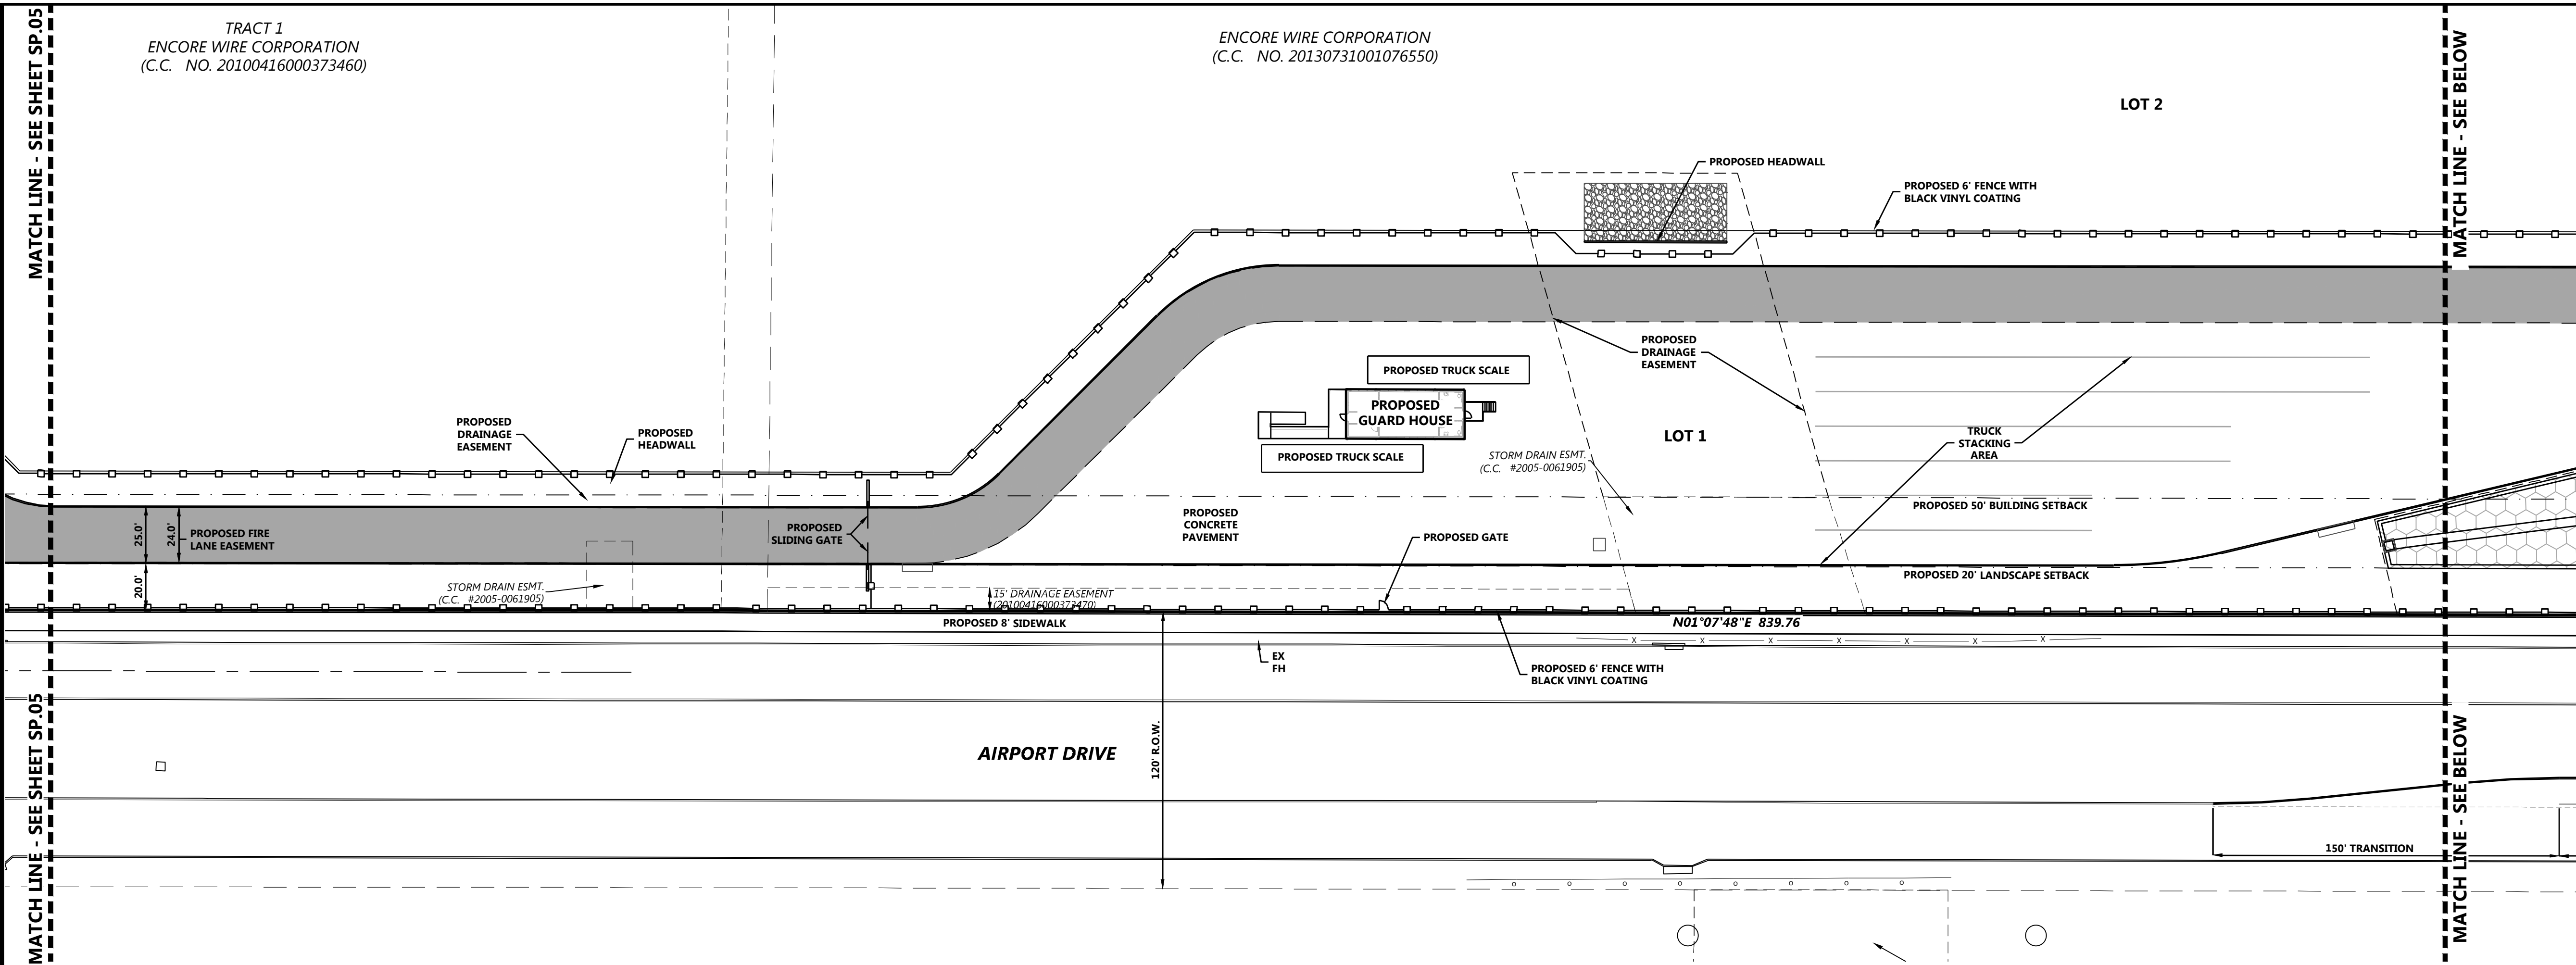 TRACT 1
ENCORE WIRE CORPORATION
(C.C. NO. 20100416000373460)
ENCORE WIRE CORPORATION
(C.C. NO. 20130731001076550)
LOT 2
MATCH LINE - SEE SHEET SP.05
MATCH LINE - SEE BELOW
PROPOSED HEADWALL
PROPOSED 6' FENCE WITH
BLACK VINYL COATING
PROPOSED
DRAINAGE
EASEMENT
PROPOSED TRUCK SCALE
PROPOSED
GUARD HOUSE
PROPOSED TRUCK SCALE
LOT 1
PROPOSED
DRAINAGE
EASEMENT
PROPOSED
HEADWALL
TRUCK
STACKING
AREA
STORM DRAIN ESMT.
(C.C. #2005-0061905)
PROPOSED 50' BUILDING SETBACK
25.0'
24.0'
PROPOSED FIRE
LANE EASEMENT
PROPOSED
SLIDING GATE
PROPOSED
CONCRETE
PAVEMENT
PROPOSED GATE
PROPOSED 20' LANDSCAPE SETBACK
20.0'
STORM DRAIN ESMT.
(C.C. #2005-0061905)
15' DRAINAGE EASEMENT
(20100416000373470)
PROPOSED 8' SIDEWALK
N01°07'48"E 839.76
X X X X X X X
EX
FH
PROPOSED 6' FENCE WITH
BLACK VINYL COATING
AIRPORT DRIVE
120' R.O.W.
MATCH LINE - SEE SHEET SP.05
MATCH LINE - SEE BELOW
150' TRANSITION